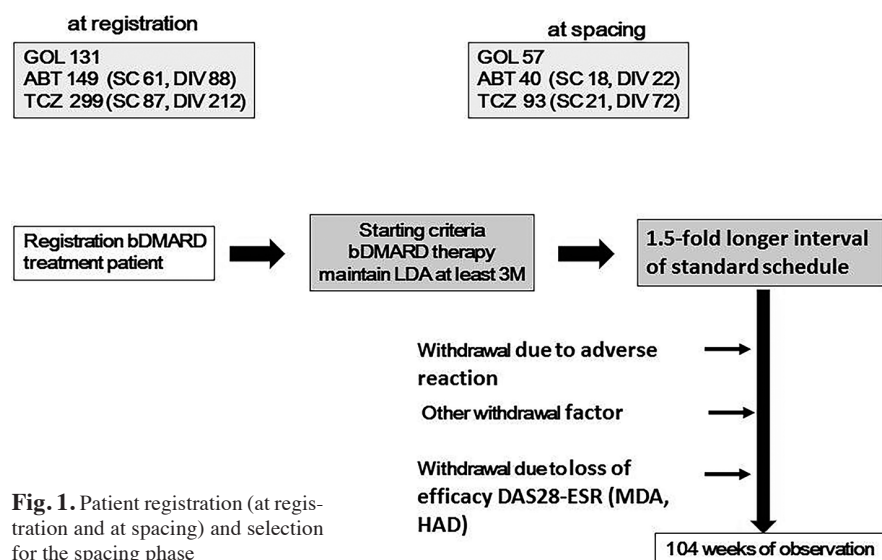 at registration
GOL 131
ABT 149 (SC 61, DIV 88)
TCZ 299 (SC 87, DIV 212)
at spacing
GOL 57
ABT 40 (SC 18, DIV 22)
TCZ 93 (SC 21, DIV 72)
Registration bDMARD
treatment patient
Starting criteria
bDMARD therapy
maintain LDA at least 3M
1.5-fold longer interval
of standard schedule
Withdrawal due to adverse
reaction
Other withdrawal factor
Withdrawal due to loss of
efficacy DAS28-ESR (MDA,
HAD)
104 weeks of observation
Fig. 1. Patient registration (at regis-
tration and at spacing) and selection
for the spacing phase